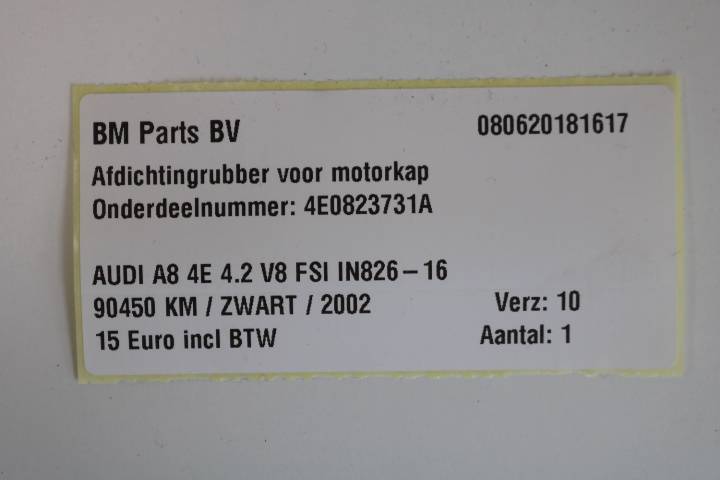 BM Parts BV 080620181617
Afdichtingrubber voor motorkap
Onderdeelnummer: 4E0823731A
AUDI A8 4E 4.2 V8 FSI IN826-16
90450 KM / ZWART / 2002 Verz: 10
15 Euro incl BTW Aantal: 1